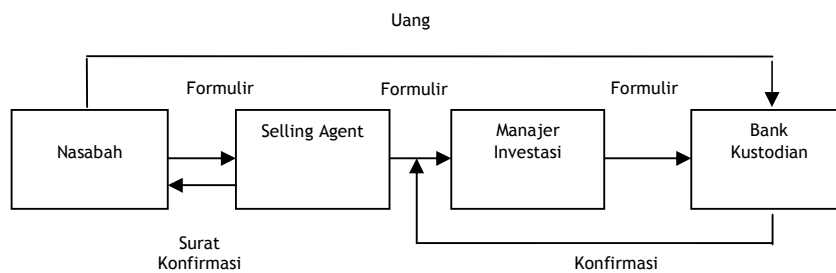 Uang
Formulir
Formulir
Formulir
Nasabah
Selling Agent
Manajer
Investasi
Bank
Kustodian
Surat
Konfirmasi
Konfirmasi